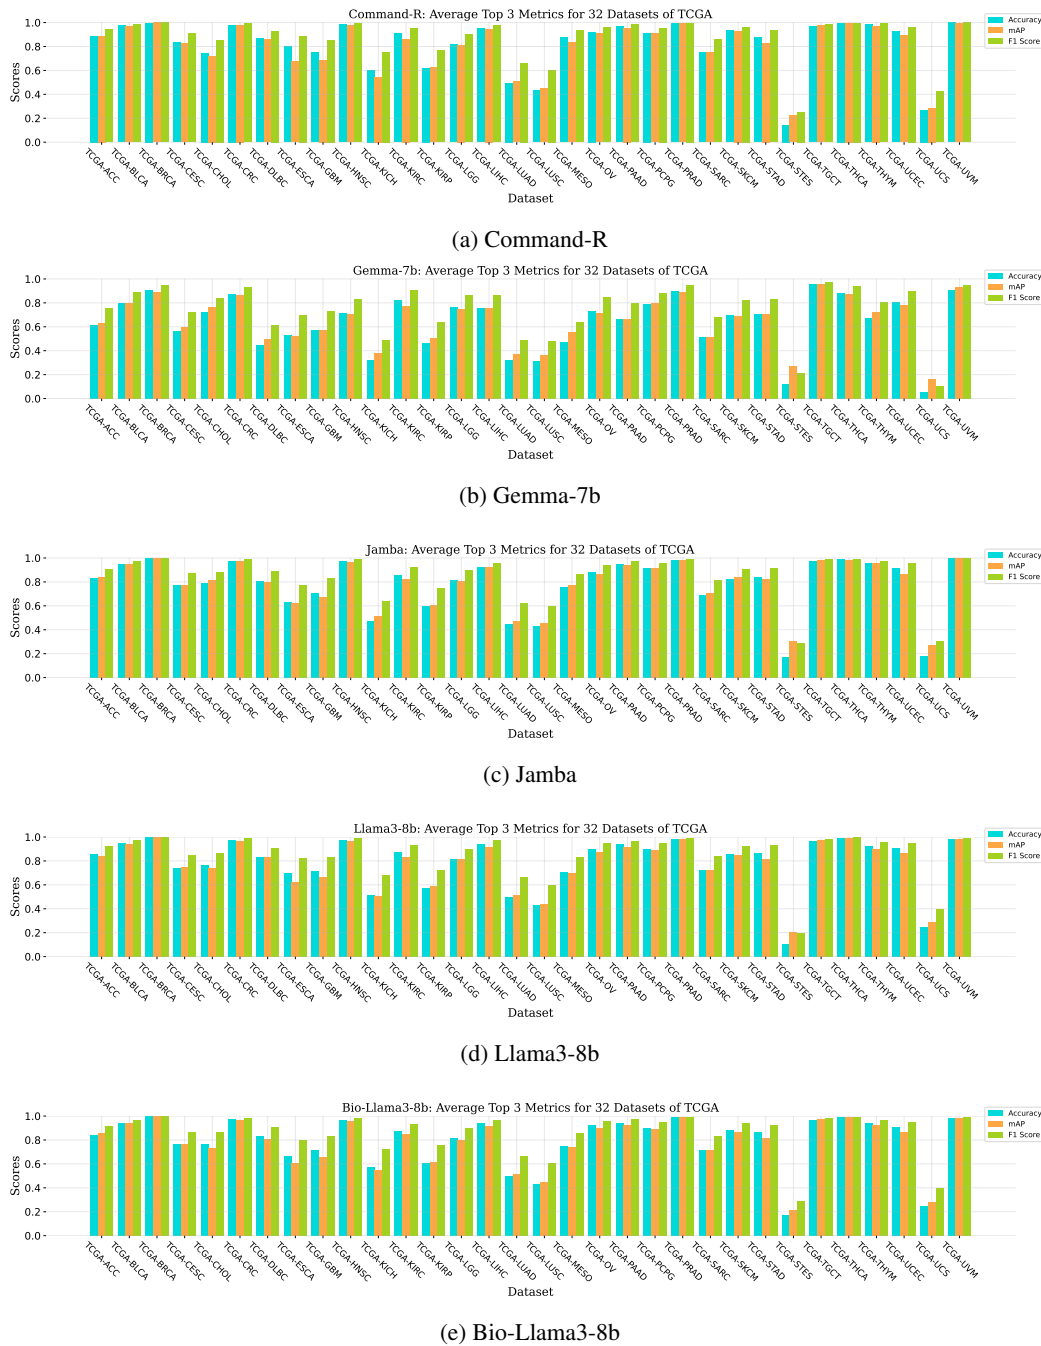 Command-R: Average Top 3 Metrics for 32 Datasets of TCGA
1.0
0.8
0.6
0.4
0.2
0.0
Scores
Accuracy
mAP
F1 Score
TCGA-ACC
TCGA-BLCA
TCGA-BRCA
TCGA-CESC
TCGA-CHOL
TCGA-CRC
TCGA-DLBC
TCGA-ESCA
TCGA-GBM
TCGA-HNSC
TCGA-KICH
TCGA-KIRC
TCGA-KIRP
TCGA-LGG
TCGA-LIHC
TCGA-LUAD
TCGA-LUSC
TCGA-MESO
TCGA-OV
TCGA-PAAD
TCGA-PCPG
TCGA-PRAD
TCGA-SARC
TCGA-SKCM
TCGA-STAD
TCGA-STES
TCGA-TGCT
TCGA-THCA
TCGA-THYM
TCGA-UCEC
TCGA-UCS
TCGA-UVM
Dataset
(a) Command-R
Gemma-7b: Average Top 3 Metrics for 32 Datasets of TCGA
1.0
0.8
0.6
0.4
0.2
0.0
Scores
Accuracy
mAP
F1 Score
TCGA-ACC
TCGA-BLCA
TCGA-BRCA
TCGA-CESC
TCGA-CHOL
TCGA-CRC
TCGA-DLBC
TCGA-ESCA
TCGA-GBM
TCGA-HNSC
TCGA-KICH
TCGA-KIRC
TCGA-KIRP
TCGA-LGG
TCGA-LIHC
TCGA-LUAD
TCGA-LUSC
TCGA-MESO
TCGA-OV
TCGA-PAAD
TCGA-PCPG
TCGA-PRAD
TCGA-SARC
TCGA-SKCM
TCGA-STAD
TCGA-STES
TCGA-TGCT
TCGA-THCA
TCGA-THYM
TCGA-UCEC
TCGA-UCS
TCGA-UVM
Dataset
(b) Gemma-7b
Jamba: Average Top 3 Metrics for 32 Datasets of TCGA
1.0
0.8
0.6
0.4
0.2
0.0
Scores
Accuracy
mAP
F1 Score
TCGA-ACC
TCGA-BLCA
TCGA-BRCA
TCGA-CESC
TCGA-CHOL
TCGA-CRC
TCGA-DLBC
TCGA-ESCA
TCGA-GBM
TCGA-HNSC
TCGA-KICH
TCGA-KIRC
TCGA-KIRP
TCGA-LGG
TCGA-LIHC
TCGA-LUAD
TCGA-LUSC
TCGA-MESO
TCGA-OV
TCGA-PAAD
TCGA-PCPG
TCGA-PRAD
TCGA-SARC
TCGA-SKCM
TCGA-STAD
TCGA-STES
TCGA-TGCT
TCGA-THCA
TCGA-THYM
TCGA-UCEC
TCGA-UCS
TCGA-UVM
Dataset
(c) Jamba
Llama3-8b: Average Top 3 Metrics for 32 Datasets of TCGA
1.0
0.8
0.6
0.4
0.2
0.0
Scores
Accuracy
mAP
F1 Score
TCGA-ACC
TCGA-BLCA
TCGA-BRCA
TCGA-CESC
TCGA-CHOL
TCGA-CRC
TCGA-DLBC
TCGA-ESCA
TCGA-GBM
TCGA-HNSC
TCGA-KICH
TCGA-KIRC
TCGA-KIRP
TCGA-LGG
TCGA-LIHC
TCGA-LUAD
TCGA-LUSC
TCGA-MESO
TCGA-OV
TCGA-PAAD
TCGA-PCPG
TCGA-PRAD
TCGA-SARC
TCGA-SKCM
TCGA-STAD
TCGA-STES
TCGA-TGCT
TCGA-THCA
TCGA-THYM
TCGA-UCEC
TCGA-UCS
TCGA-UVM
Dataset
(d) Llama3-8b
Bio-Llama3-8b: Average Top 3 Metrics for 32 Datasets of TCGA
1.0
0.8
0.6
0.4
0.2
0.0
Scores
Accuracy
mAP
F1 Score
TCGA-ACC
TCGA-BLCA
TCGA-BRCA
TCGA-CESC
TCGA-CHOL
TCGA-CRC
TCGA-DLBC
TCGA-ESCA
TCGA-GBM
TCGA-HNSC
TCGA-KICH
TCGA-KIRC
TCGA-KIRP
TCGA-LGG
TCGA-LIHC
TCGA-LUAD
TCGA-LUSC
TCGA-MESO
TCGA-OV
TCGA-PAAD
TCGA-PCPG
TCGA-PRAD
TCGA-SARC
TCGA-SKCM
TCGA-STAD
TCGA-STES
TCGA-TGCT
TCGA-THCA
TCGA-THYM
TCGA-UCEC
TCGA-UCS
TCGA-UVM
Dataset
(e) Bio-Llama3-8b